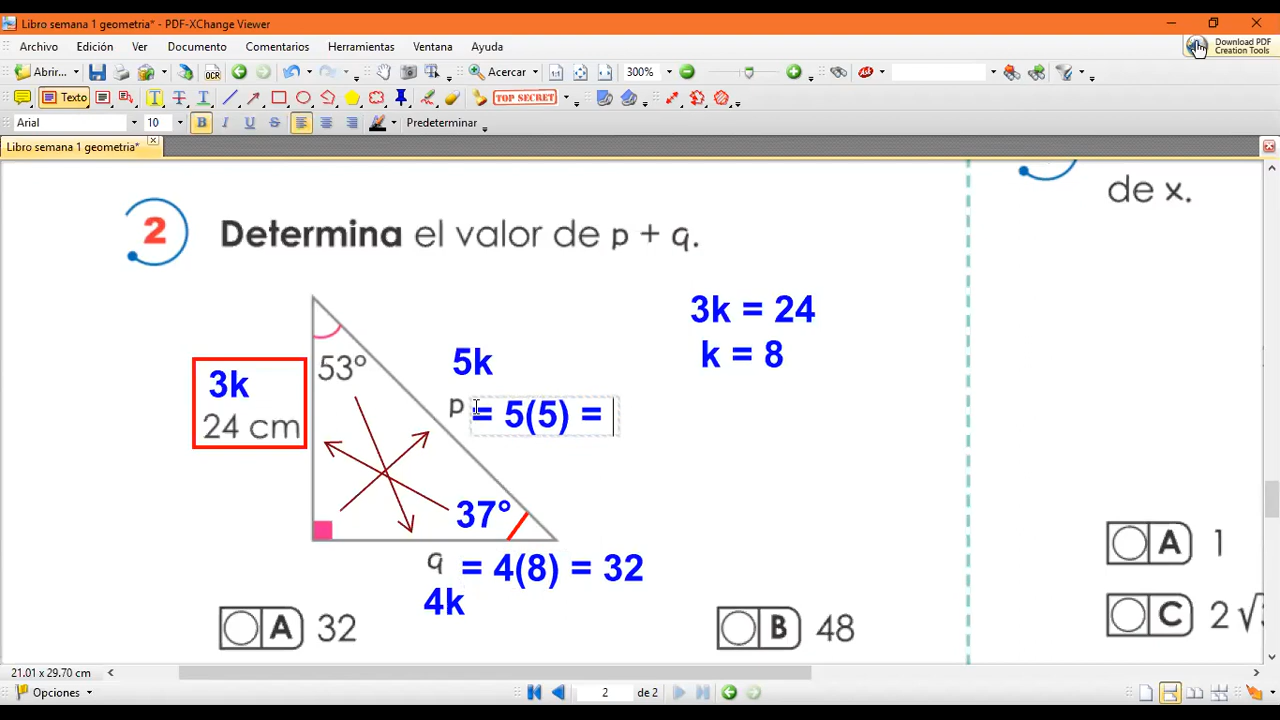 Libro semana 1 geometria* - PDF-XChange Viewer
Archivo Edición Ver Documento Comentarios Herramientas Ventana Ayuda
Download PDF
Creation Tools
Abrir... OCR Acercar 300%
Texto TOP SECRET
Arial 10 Predeterminar
Libro semana 1 geometria*
2 Determina el valor de p + q.
de x.
3k = 24
k = 8
53°
5k
3k
24 cm
p = 5(5) =
37°
q = 4(8) = 32
4k
A 32
B 48
A 1
C 2√
21.01 x 29.70 cm
Opciones 2 de 2